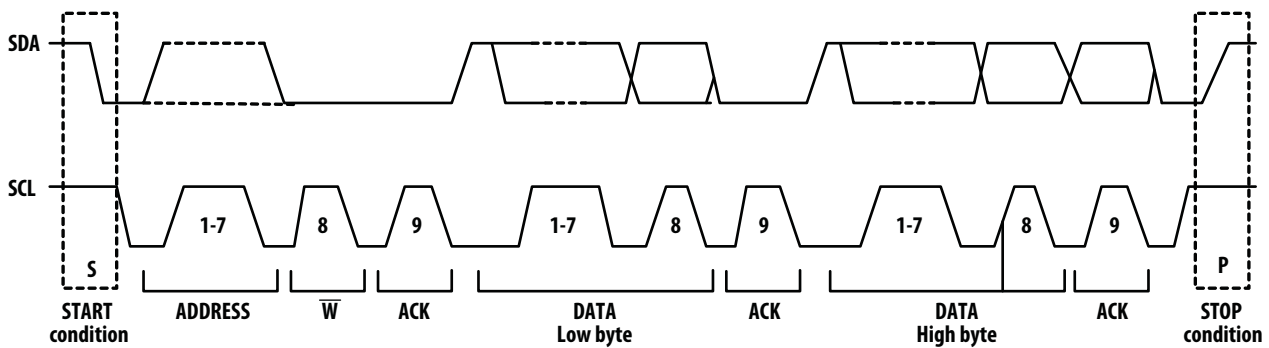 SDA
SCL
1-7 8 9 1-7 8 9 1-7 8 9
S P
START condition
ADDRESS
W̅
ACK
DATA
Low byte
ACK
DATA
High byte
ACK
STOP condition